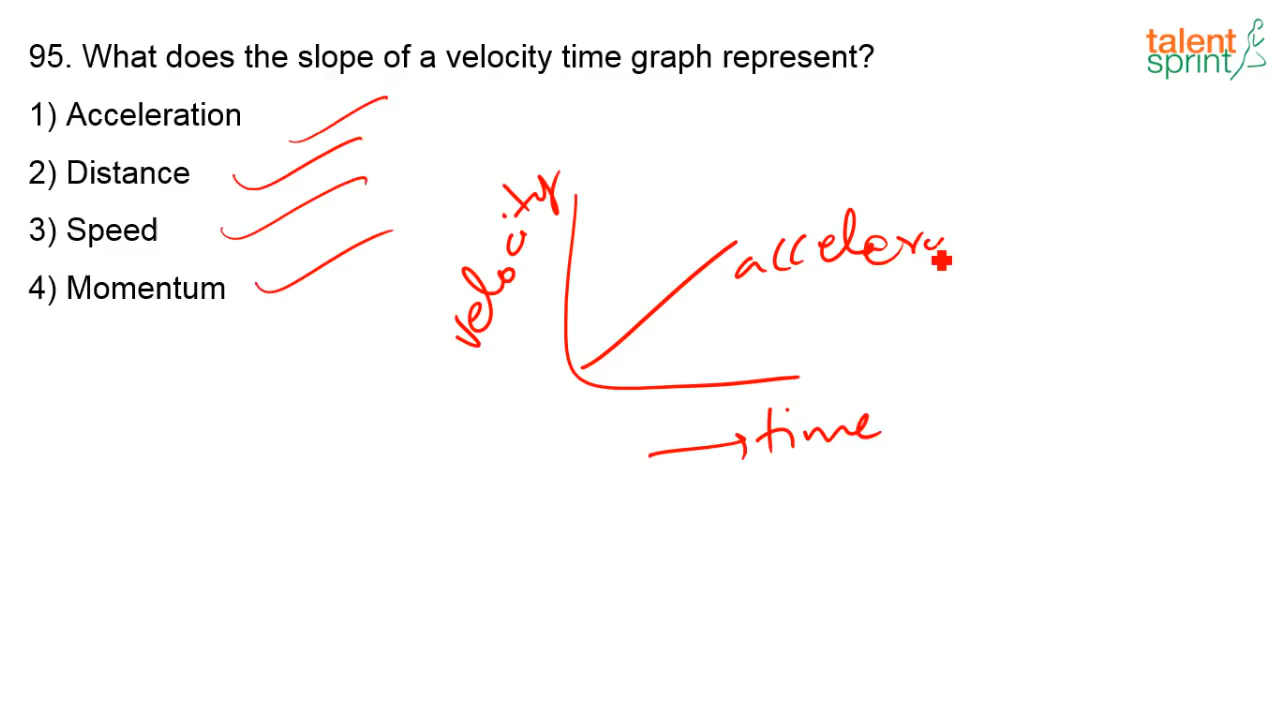 95. What does the slope of a velocity time graph represent?
talent
sprint
1) Acceleration
2) Distance
3) Speed
4) Momentum
velocity
accelera
time